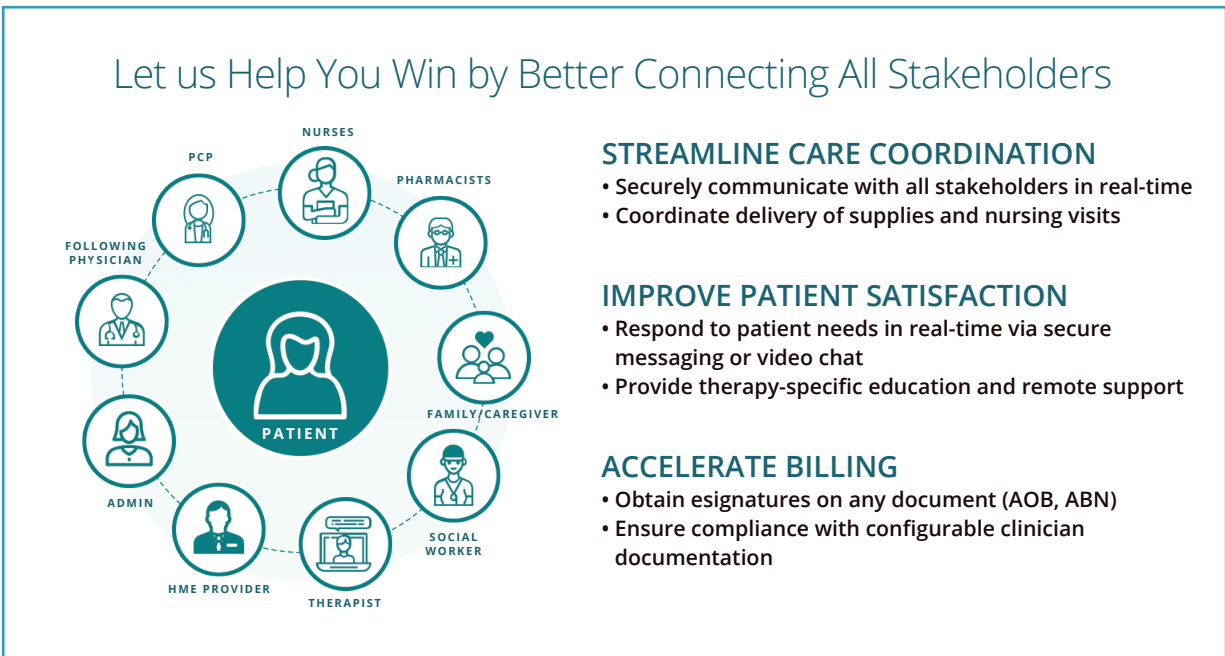 Let us Help You Win by Better Connecting All Stakeholders
NURSES
PCP
PHARMACISTS
FOLLOWING
PHYSICIAN
PATIENT
FAMILY/CAREGIVER
ADMIN
SOCIAL
WORKER
HME PROVIDER
THERAPIST
STREAMLINE CARE COORDINATION
• Securely communicate with all stakeholders in real-time
• Coordinate delivery of supplies and nursing visits
IMPROVE PATIENT SATISFACTION
• Respond to patient needs in real-time via secure
messaging or video chat
• Provide therapy-specific education and remote support
ACCELERATE BILLING
• Obtain esignatures on any document (AOB, ABN)
• Ensure compliance with configurable clinician
documentation